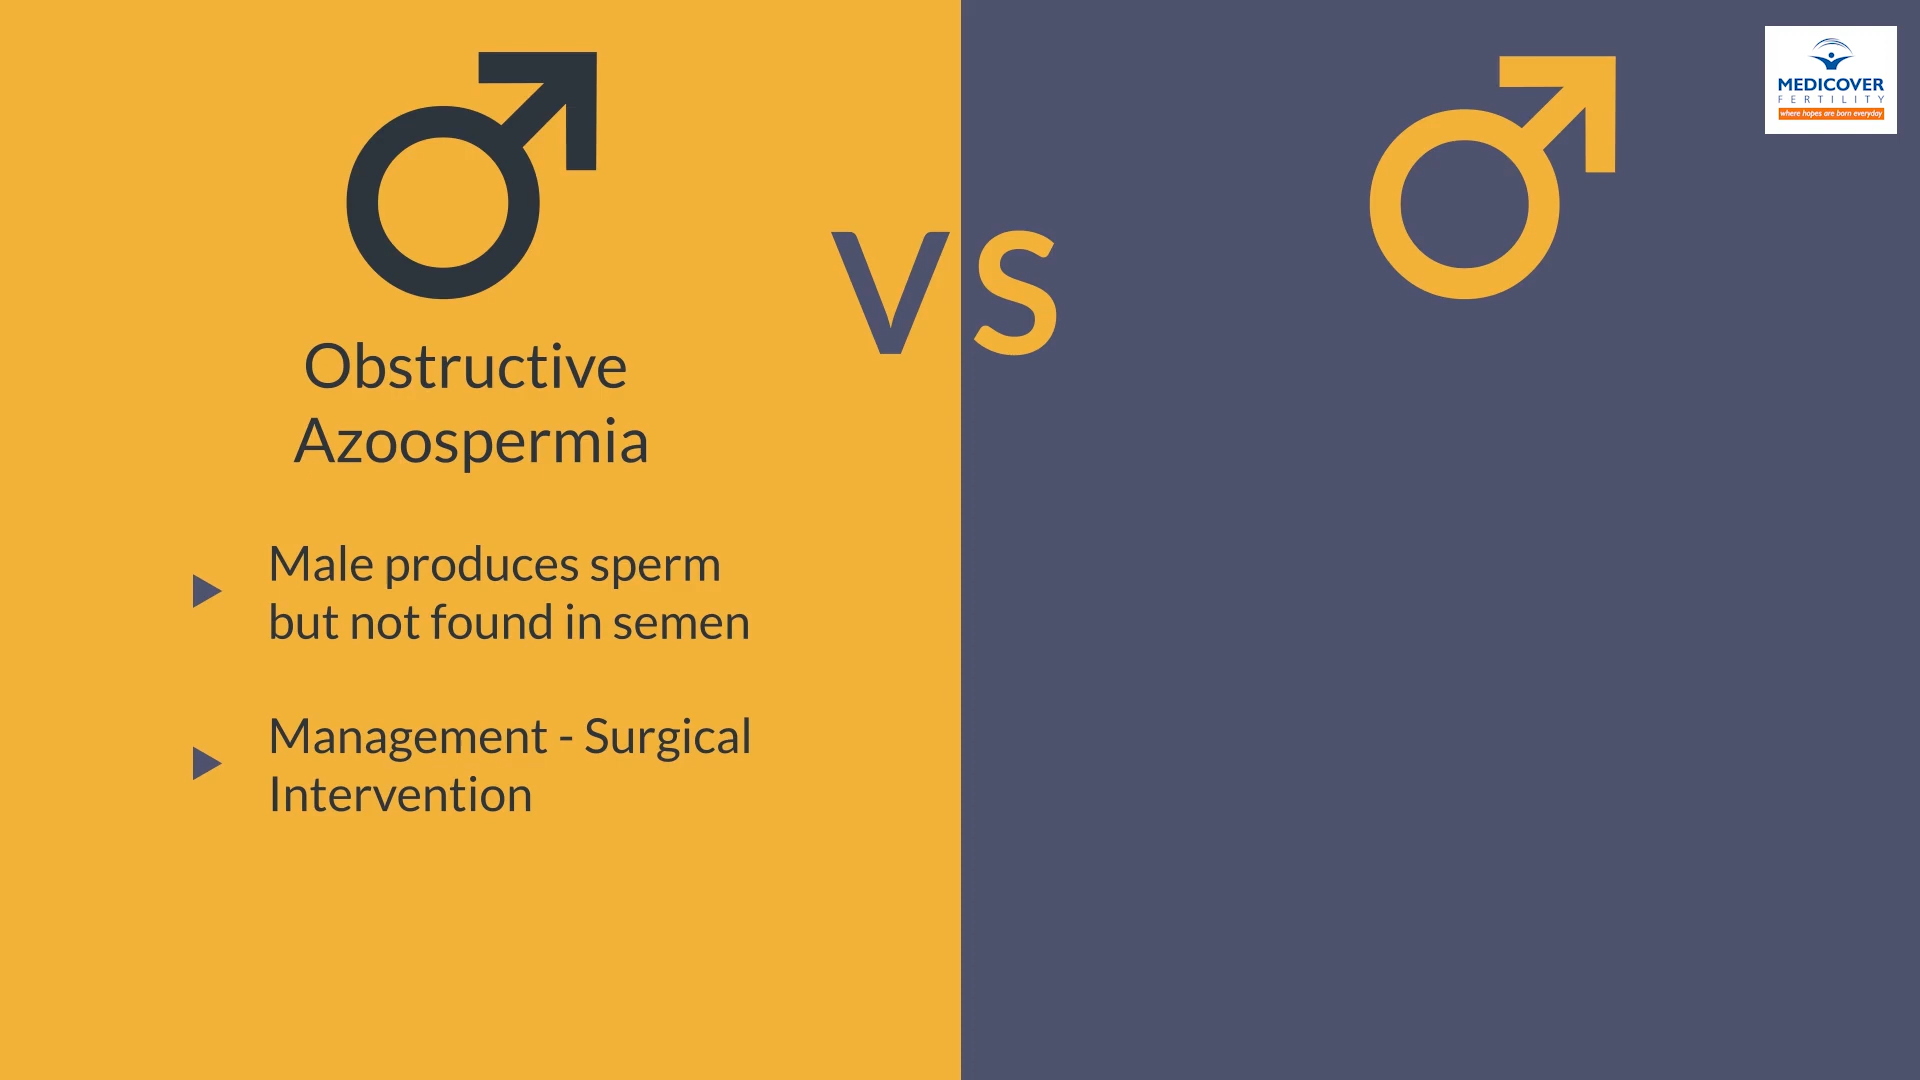 MEDICOVER
FERTILITY
where hopes are born everyday
VS
Obstructive
Azoospermia
Male produces sperm
but not found in semen
Management - Surgical
Intervention